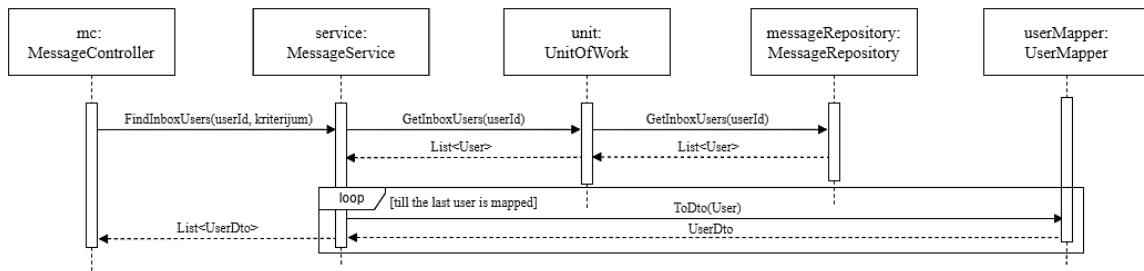 mc:
MessageController
service:
MessageService
unit:
UnitOfWork
messageRepository:
MessageRepository
userMapper:
UserMapper
FindInboxUsers(userId, kriterijum)
GetInboxUsers(userId)
GetInboxUsers(userId)
List<User>
List<User>
loop
[till the last user is mapped]
ToDto(User)
List<UserDto>
UserDto